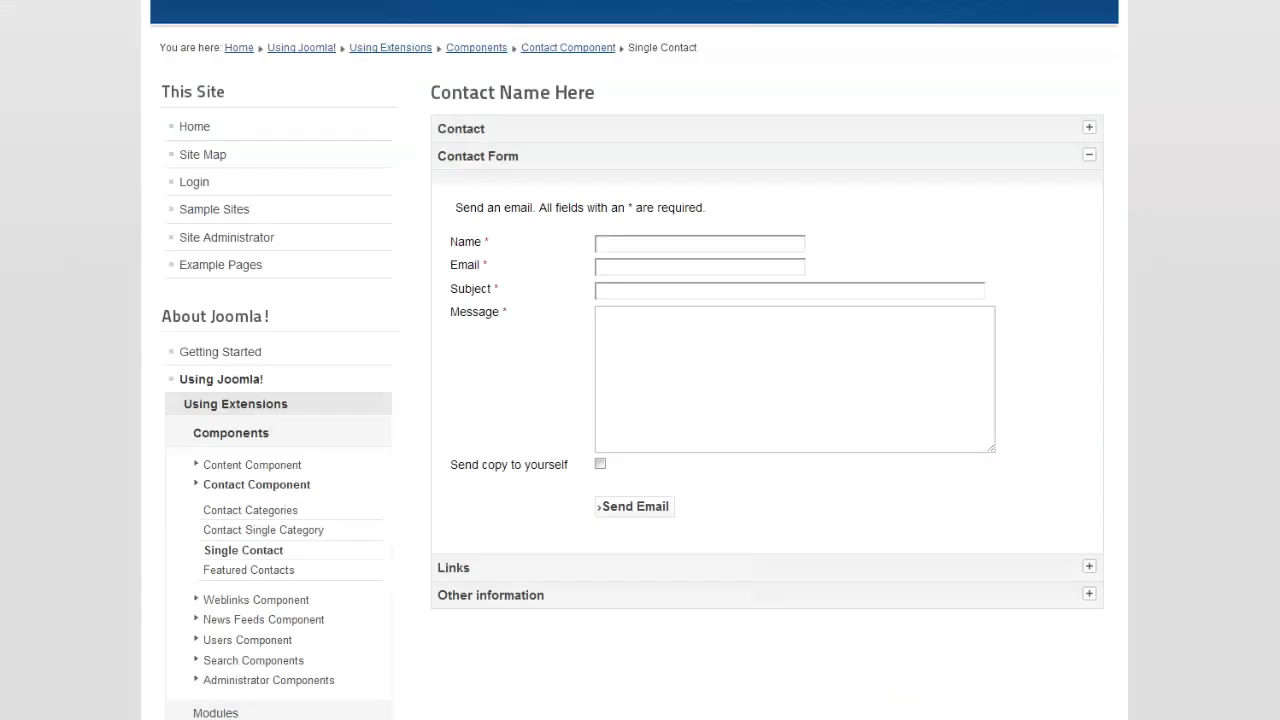 You are here: Home Using Joomla! Using Extensions Components Contact Component Single Contact
This Site
Home
Site Map
Login
Sample Sites
Site Administrator
Example Pages
About Joomla!
Getting Started
Using Joomla!
Using Extensions
Components
Content Component
Contact Component
Contact Categories
Contact Single Category
Single Contact
Featured Contacts
Weblinks Component
News Feeds Component
Users Component
Search Components
Administrator Components
Modules
Contact Name Here
Contact
Contact Form
Send an email. All fields with an * are required.
Name *
Email *
Subject *
Message *
Send copy to yourself
Send Email
Links
Other information